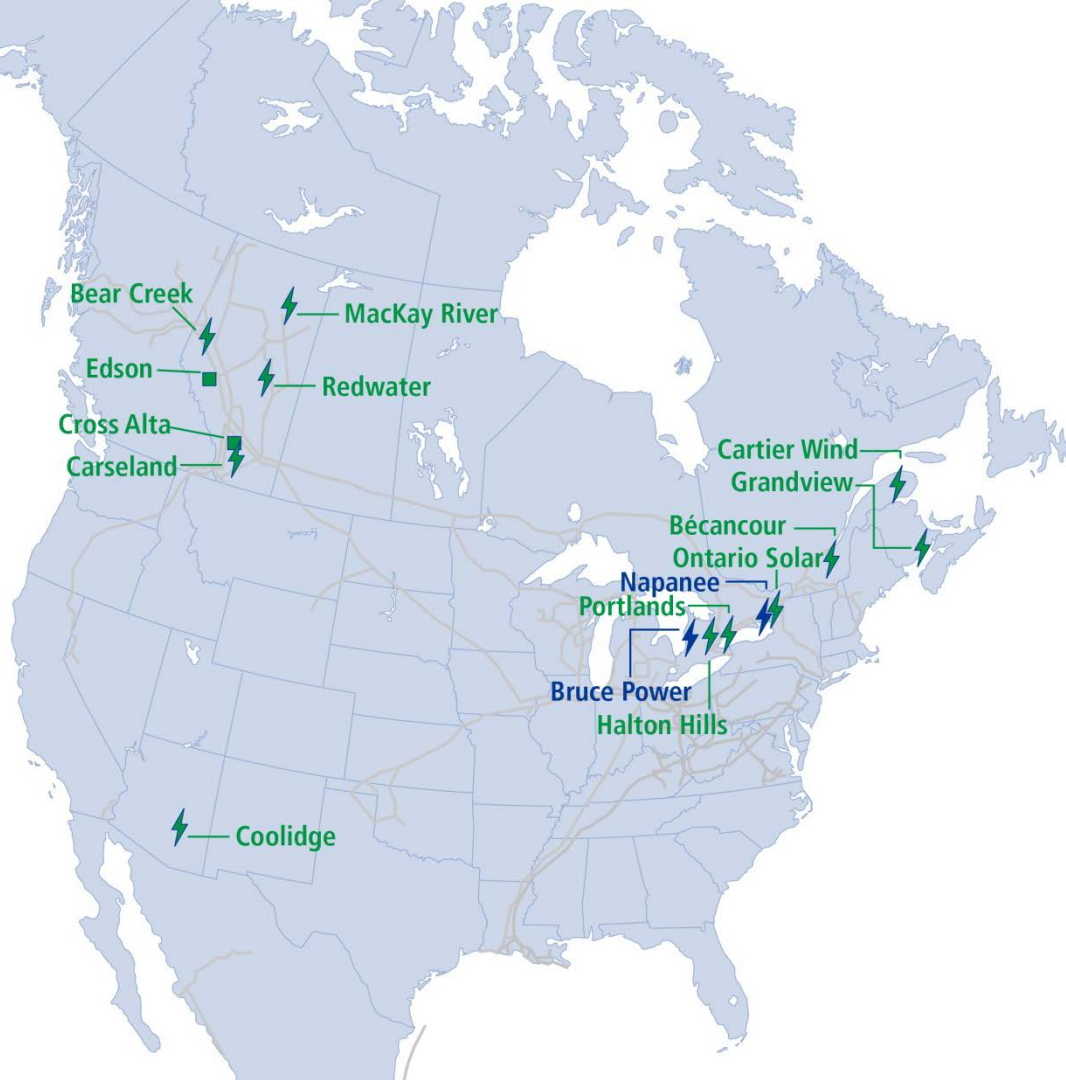 Bear Creek
MacKay River
Edson
Redwater
Cross Alta
Carseland
Cartier Wind
Grandview
Bécancour
Ontario Solar
Napanee
Portlands
Bruce Power
Halton Hills
Coolidge